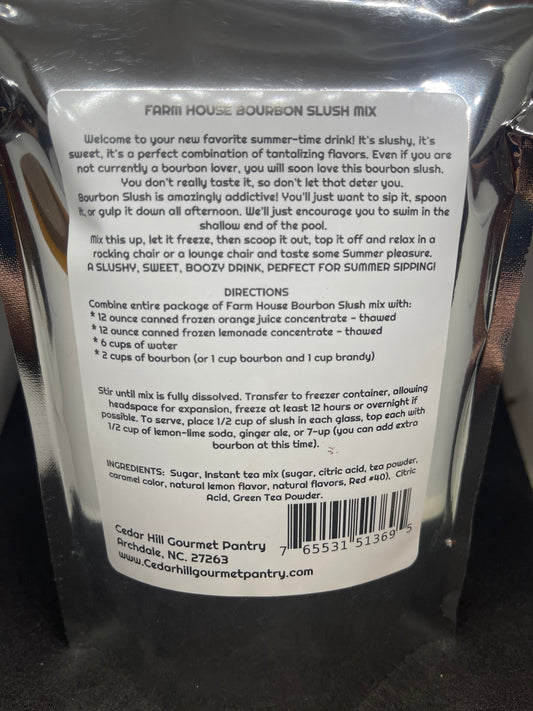 FARM HOUSE BOURBON SLUSH MIX
Welcome to your new favorite summer-time drink! It's slushy, it's
sweet, it's a perfect combination of tantalizing flavors. Even if you are
not currently a bourbon lover, you will soon love this bourbon slush.
You don't really taste it, so don't let that deter you.
Bourbon Slush is amazingly addictive! You'll just want to sip it, spoon
it, or gulp it down all afternoon. We'll just encourage you to swim in the
shallow end of the pool.
Mix this up, let it freeze, then scoop it out, top it off and relax in a
rocking chair or a lounge chair and taste some Summer pleasure.
A SLUSHY, SWEET, BOOZY DRINK, PERFECT FOR SUMMER SIPPING!
DIRECTIONS
Combine entire package of Farm House Bourbon Slush mix with:
* 12 ounce canned frozen orange juice concentrate - thawed
* 12 ounce canned frozen lemonade concentrate - thawed
* 6 cups of water
* 2 cups of bourbon (or 1 cup bourbon and 1 cup brandy)
Stir until mix is fully dissolved. Transfer to freezer container, allowing
headspace for expansion, freeze at least 12 hours or overnight if
possible. To serve, place 1/2 cup of slush in each glass, top each with
1/2 cup of lemon-lime soda, ginger ale, or 7-up (you can add extra
bourbon at this time).
INGREDIENTS: Sugar, Instant tea mix (sugar, citric acid, tea powder,
caramel color, natural lemon flavor, natural flavors, Red #40), Citric
Acid, Green Tea Powder.
Cedar Hill Gourmet Pantry
Archdale, NC. 27263
www.Cedarhillgourmetpantry.com
7 65531 51369 5